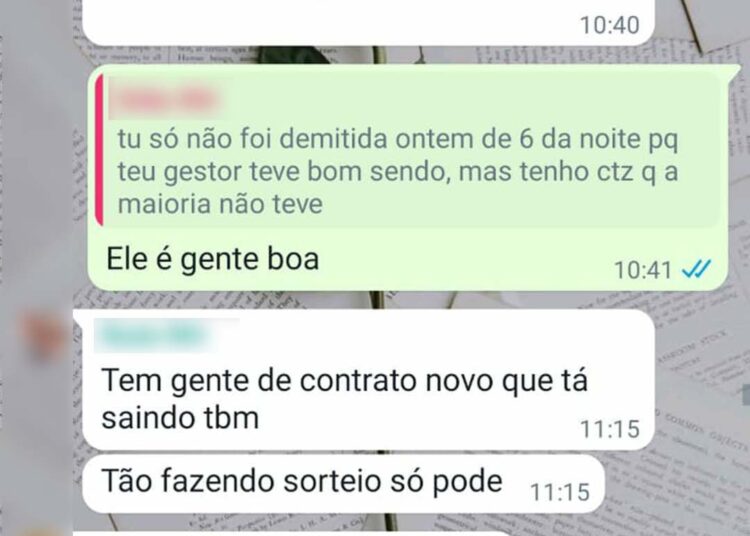 10:40
tu só não foi demitida ontem de 6 da noite pq
teu gestor teve bom sendo, mas tenho ctz q a
maioria não teve
Ele é gente boa
10:41
Tem gente de contrato novo que tá
saindo tbm
11:15
Tão fazendo sorteio só pode
11:15